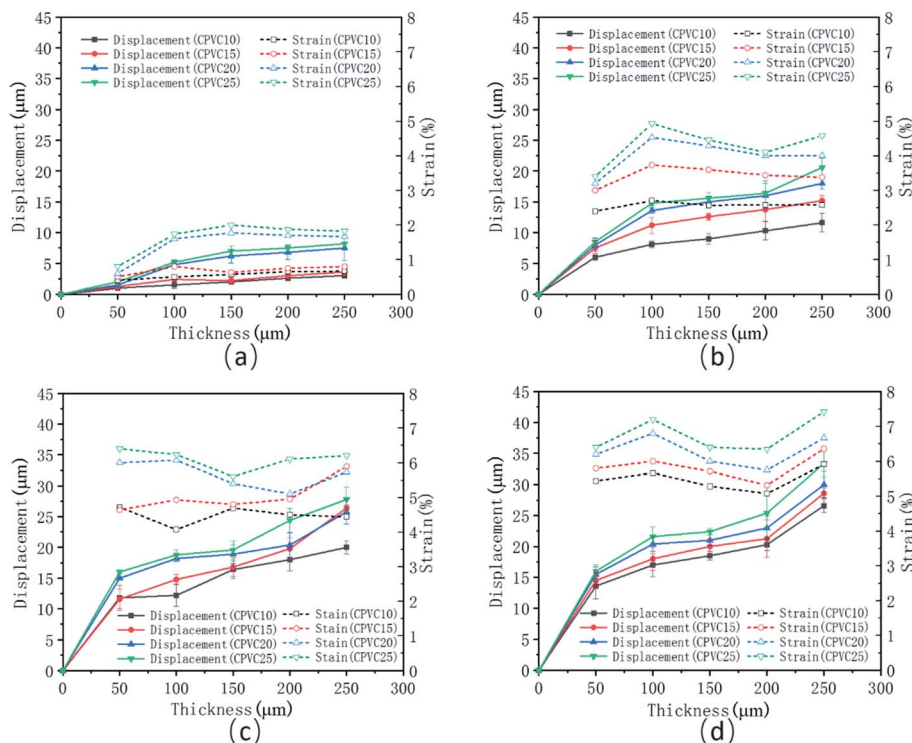 45
40
35
30
25
20
15
10
5
0
Displacement(μm)
Displacement(CPVC10)
Displacement(CPVC15)
Displacement(CPVC20)
Displacement(CPVC25)
Strain(CPVC10)
Strain(CPVC15)
Strain(CPVC20)
Strain(CPVC25)
8
7
6
5
4
3
2
1
0
Strain(%)
0 50 100 150 200 250 300
Thickness(μm)
(a)
45
40
35
30
25
20
15
10
5
0
Displacement(μm)
Displacement(CPVC10)
Displacement(CPVC15)
Displacement(CPVC20)
Displacement(CPVC25)
Strain(CPVC10)
Strain(CPVC15)
Strain(CPVC20)
Strain(CPVC25)
8
7
6
5
4
3
2
1
0
Strain(%)
0 50 100 150 200 250 300
Thickness(μm)
(b)
45
40
35
30
25
20
15
10
5
0
Displacement(μm)
Displacement(CPVC10)
Displacement(CPVC15)
Displacement(CPVC20)
Displacement(CPVC25)
Stain(CPVC10)
Stain(CPVC15)
Stain(CPVC20)
Stain(CPVC25)
8
7
6
5
4
3
2
1
0
Strain(%)
0 50 100 150 200 250 300
Thickness(μm)
(c)
45
40
35
30
25
20
15
10
5
0
Displacement(μm)
Displacement(CPVC10)
Displacement(CPVC15)
Displacement(CPVC20)
Displacement(CPVC25)
Strain(CPVC10)
Strain(CPVC15)
Strain(CPVC20)
Strain(CPVC25)
8
7
6
5
4
3
2
1
0
Strain(%)
0 50 100 150 200 250 300
Thickness(μm)
(d)